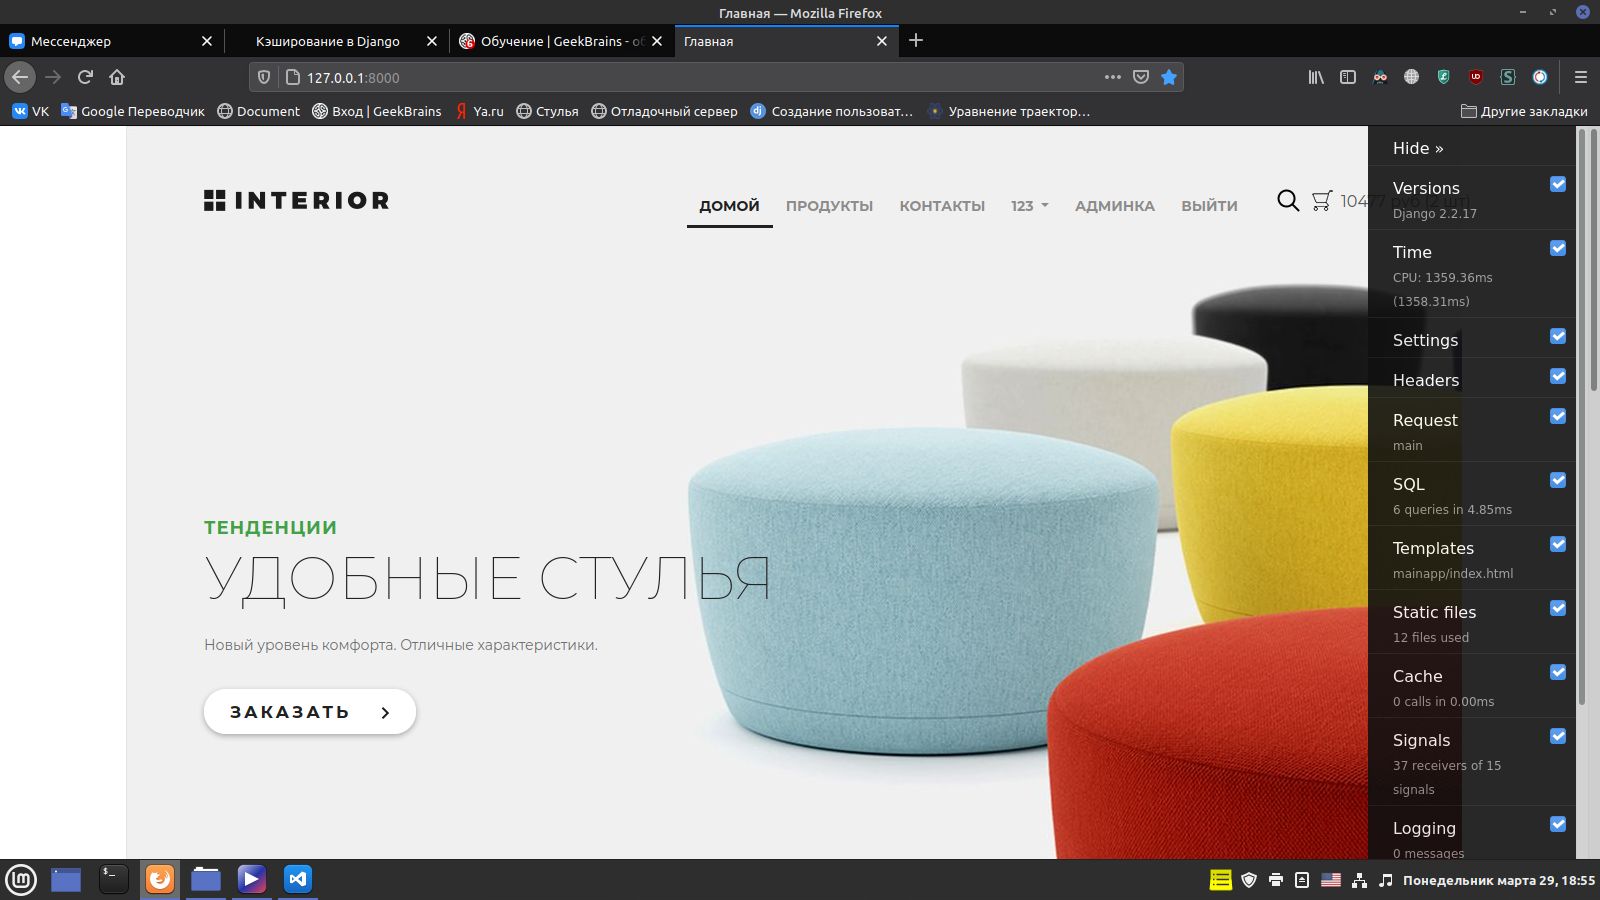 Главная — Mozilla Firefox
Мессенджер
Кэширование в Django
Обучение | GeekBrains - об
Главная
127.0.0.1:8000
VK
Google Переводчик
Document
Вход | GeekBrains
Ya.ru
Стулья
Отладочный сервер
Создание пользоват…
Уравнение траектор…
Другие закладки
INTERIOR
ДОМОЙ
ПРОДУКТЫ
КОНТАКТЫ
123
АДМИНКА
ВЫЙТИ
10477 руб (2 шт)
ТЕНДЕНЦИИ
УДОБНЫЕ СТУЛЬЯ
Новый уровень комфорта. Отличные характеристики.
ЗАКАЗАТЬ
Hide »
Versions
Django 2.2.17
Time
CPU: 1359.36ms
(1358.31ms)
Settings
Headers
Request
main
SQL
6 queries in 4.85ms
Templates
mainapp/index.html
Static files
12 files used
Cache
0 calls in 0.00ms
Signals
37 receivers of 15
signals
Logging
0 messages
Понедельник марта 29, 18:55